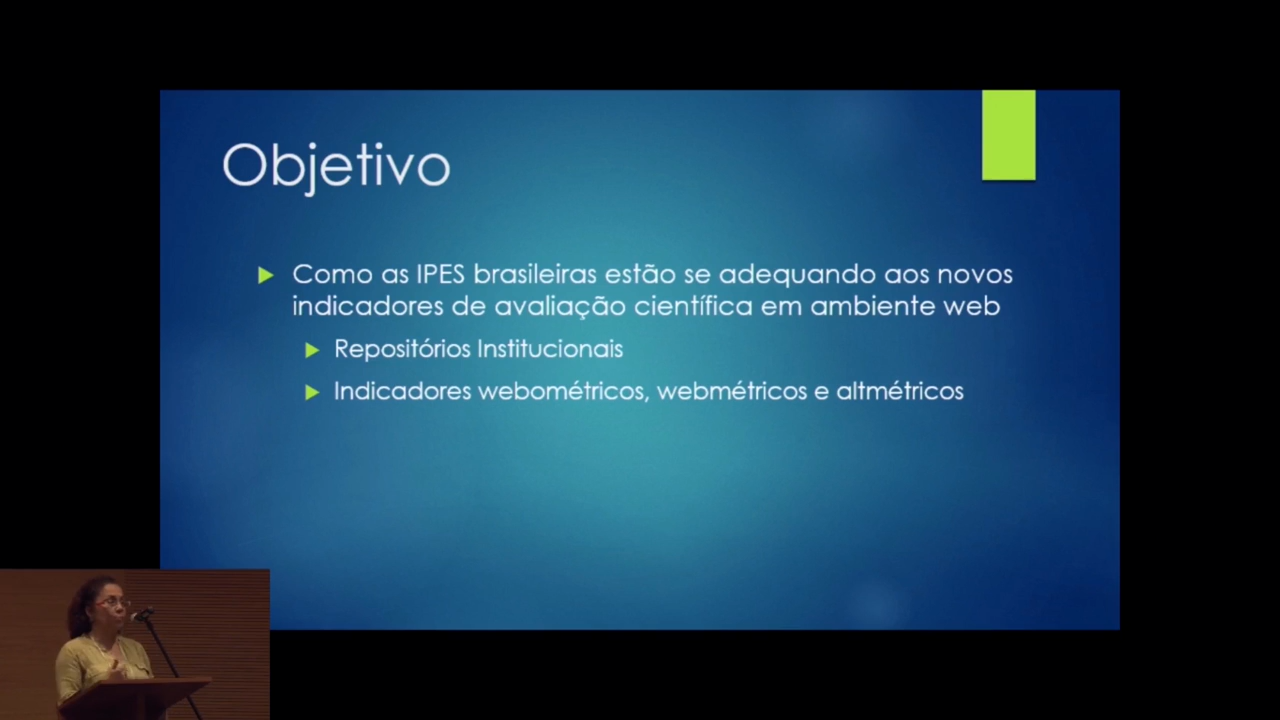 Objetivo
Como as IPES brasileiras estão se adequando aos novos
indicadores de avaliação científica em ambiente web
Repositórios Institucionais
Indicadores webométricos, webmétricos e altmétricos